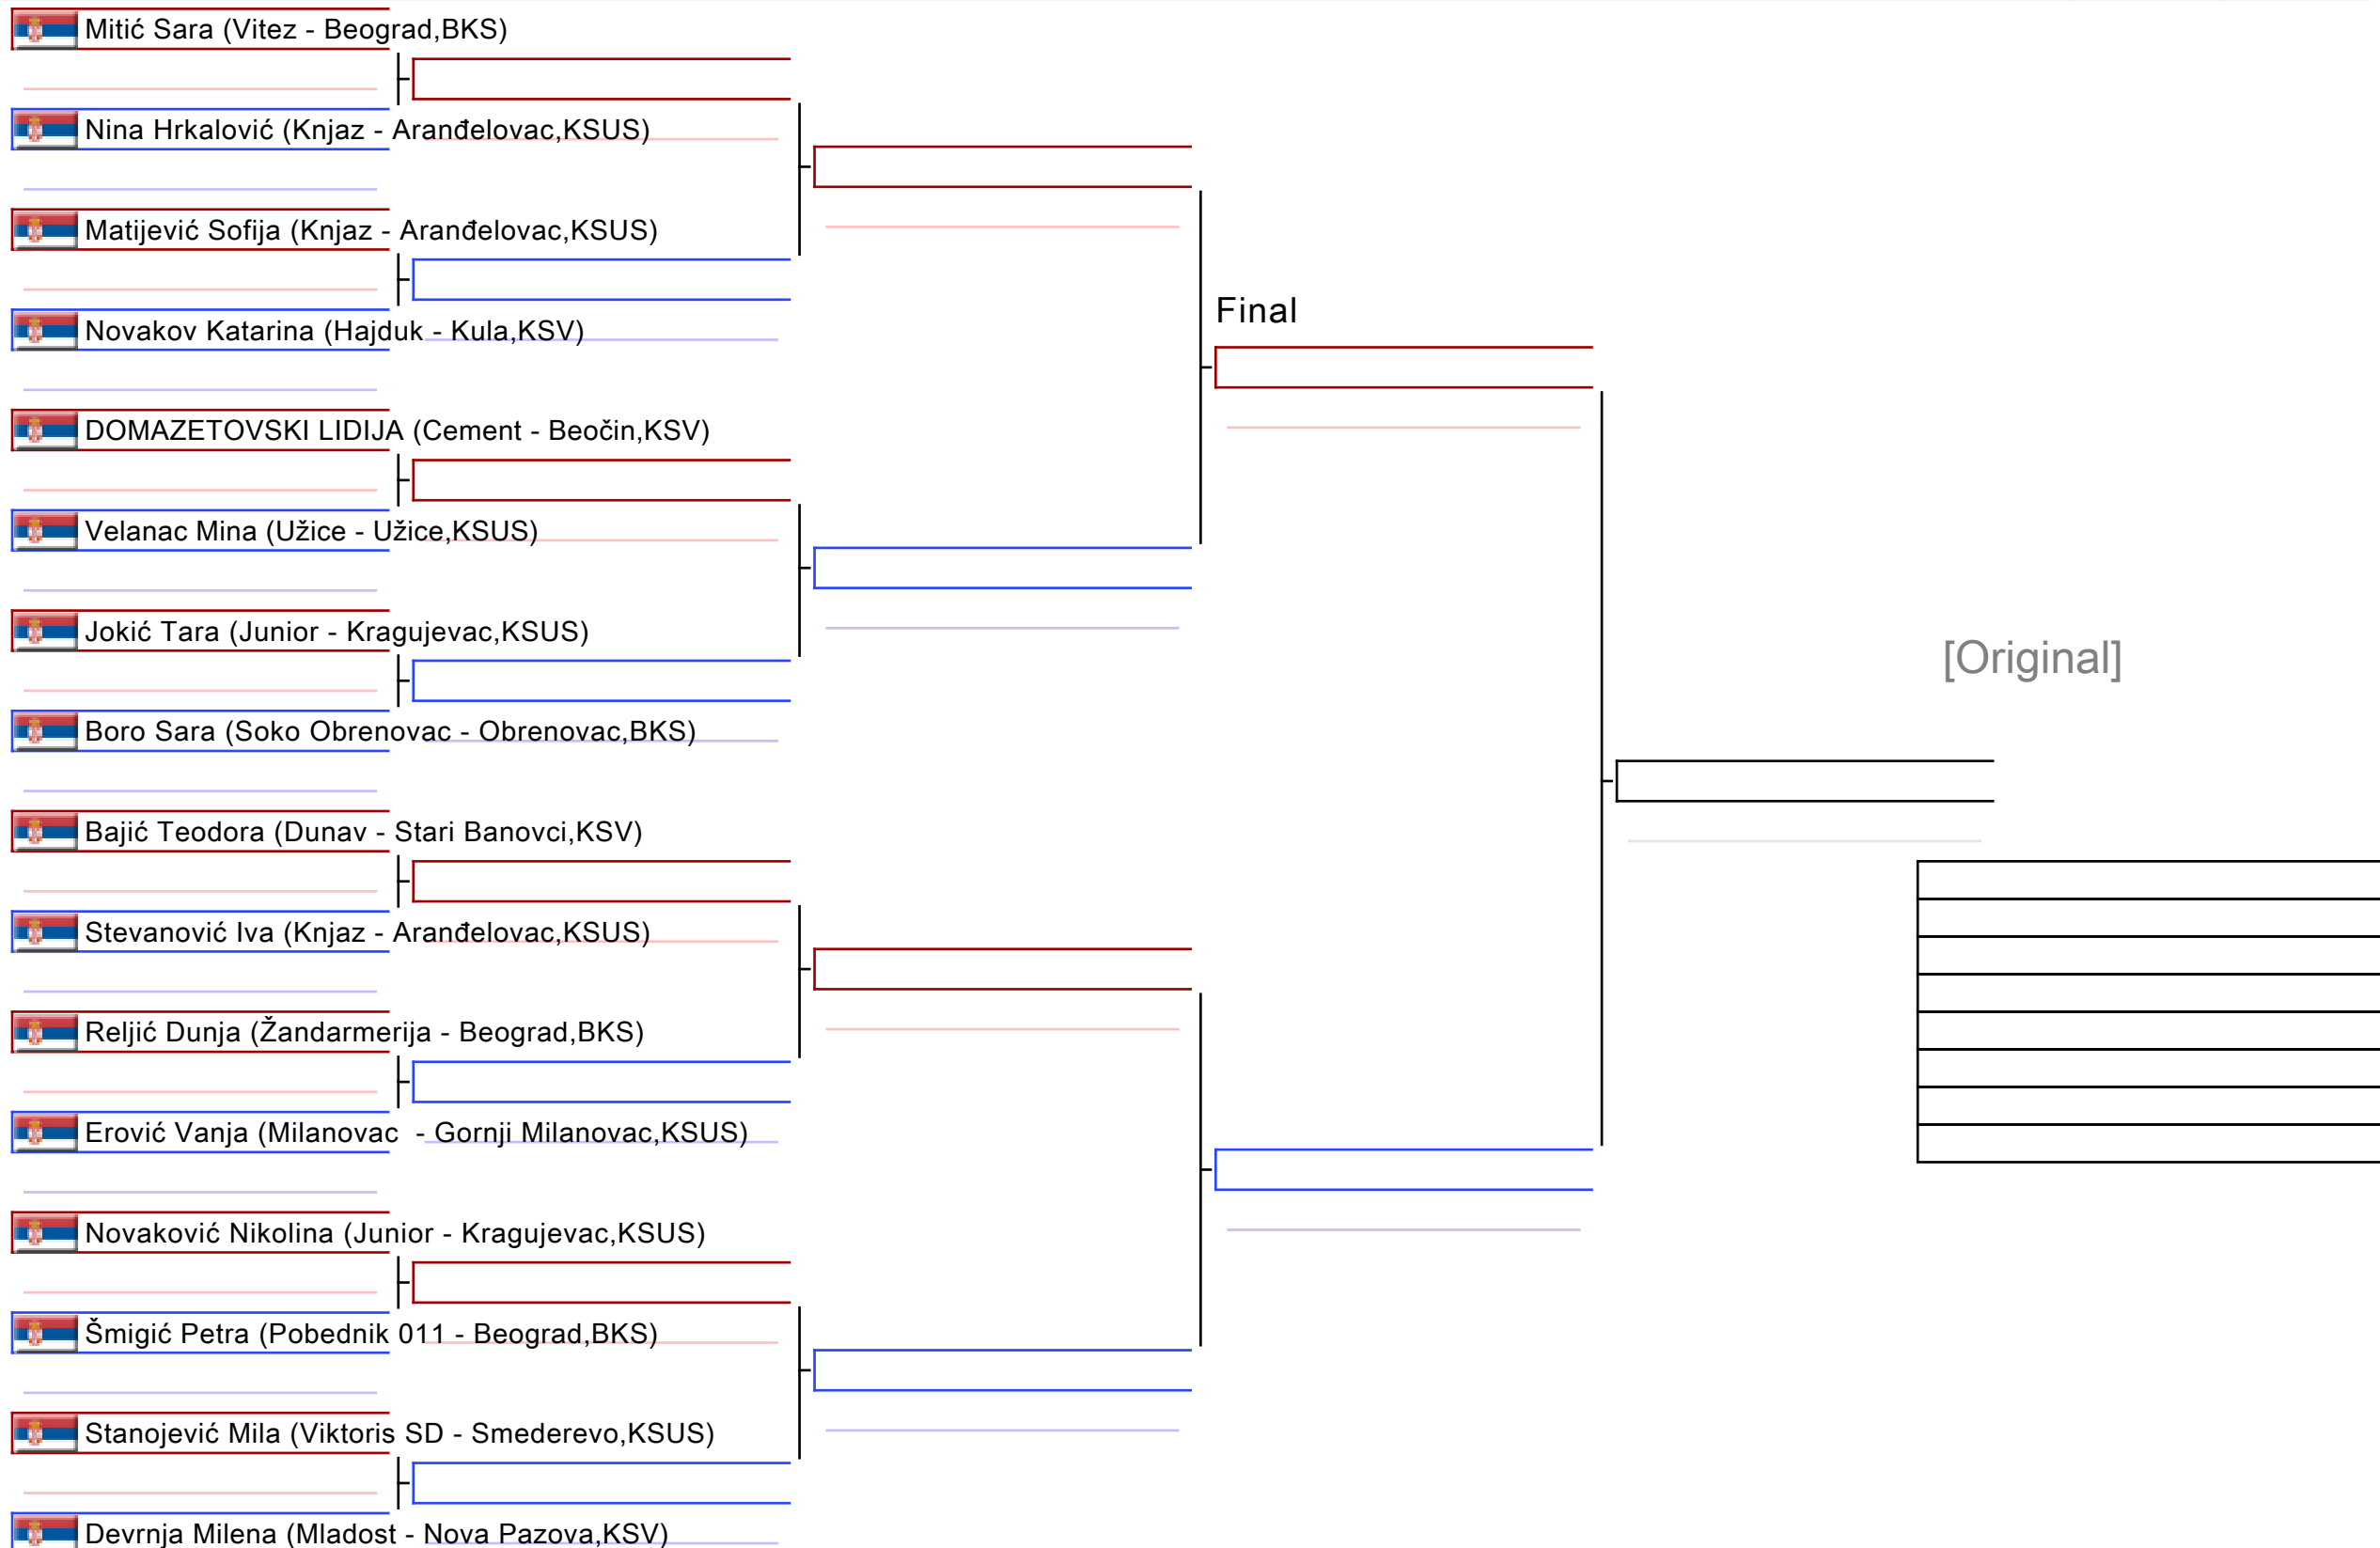 Mitić Sara (Vitez - Beograd,BKS)
Nina Hrkalović (Knjaz - Aranđelovac,KSUS)
Matijević Sofija (Knjaz - Aranđelovac,KSUS)
Final
Novakov Katarina (Hajduk - Kula,KSV)
DOMAZETOVSKI LIDIJA (Cement - Beočin,KSV)
Velanac Mina (Užice - Užice,KSUS)
Jokić Tara (Junior - Kragujevac,KSUS)
[Original]
Boro Sara (Soko Obrenovac - Obrenovac,BKS)
Bajić Teodora (Dunav - Stari Banovci,KSV)
Stevanović Iva (Knjaz - Aranđelovac,KSUS)
Reljić Dunja (Žandarmerija - Beograd,BKS)
Erović Vanja (Milanovac  - Gornji Milanovac,KSUS)
Novaković Nikolina (Junior - Kragujevac,KSUS)
Šmigić Petra (Pobednik 011 - Beograd,BKS)
Stanojević Mila (Viktoris SD - Smederevo,KSUS)
Devrnja Milena (Mladost - Nova Pazova,KSV)